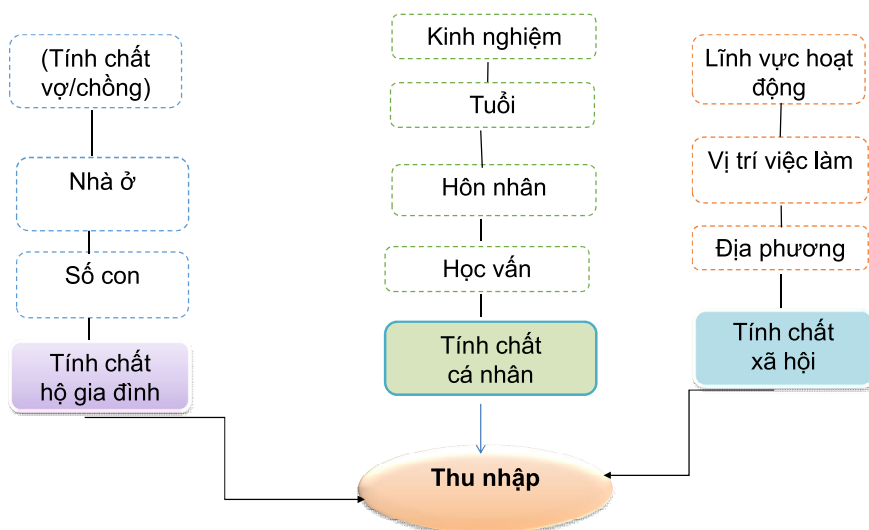 (Tính chất
vợ/chồng)
Nhà ở
Số con
Tính chất
hộ gia đình
Kinh nghiệm
Tuổi
Hôn nhân
Học vấn
Tính chất
cá nhân
Lĩnh vực hoạt
động
Vị trí việc làm
Địa phương
Tính chất
xã hội
Thu nhập